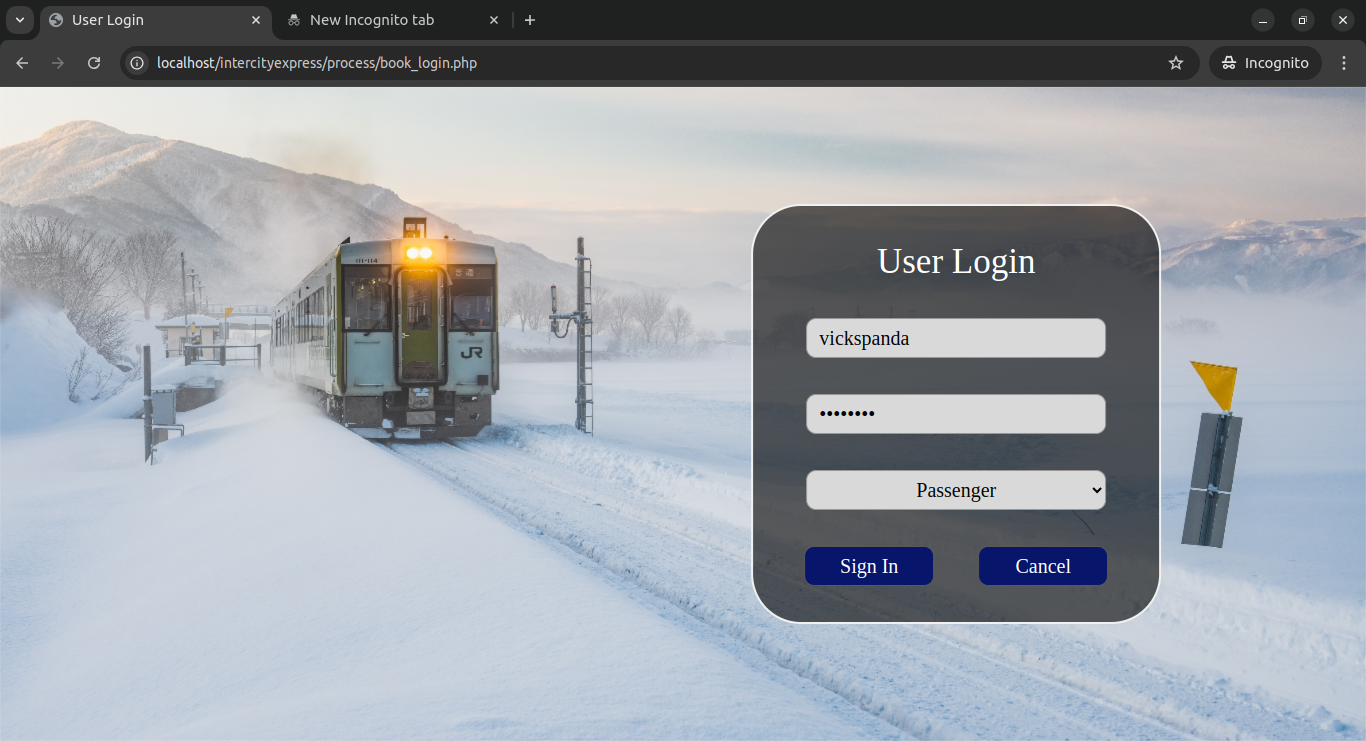 User Login
New Incognito tab
localhost/intercityexpress/process/book_login.php
Incognito
User Login
vickspanda
••••••••
Passenger
Sign In
Cancel
JR